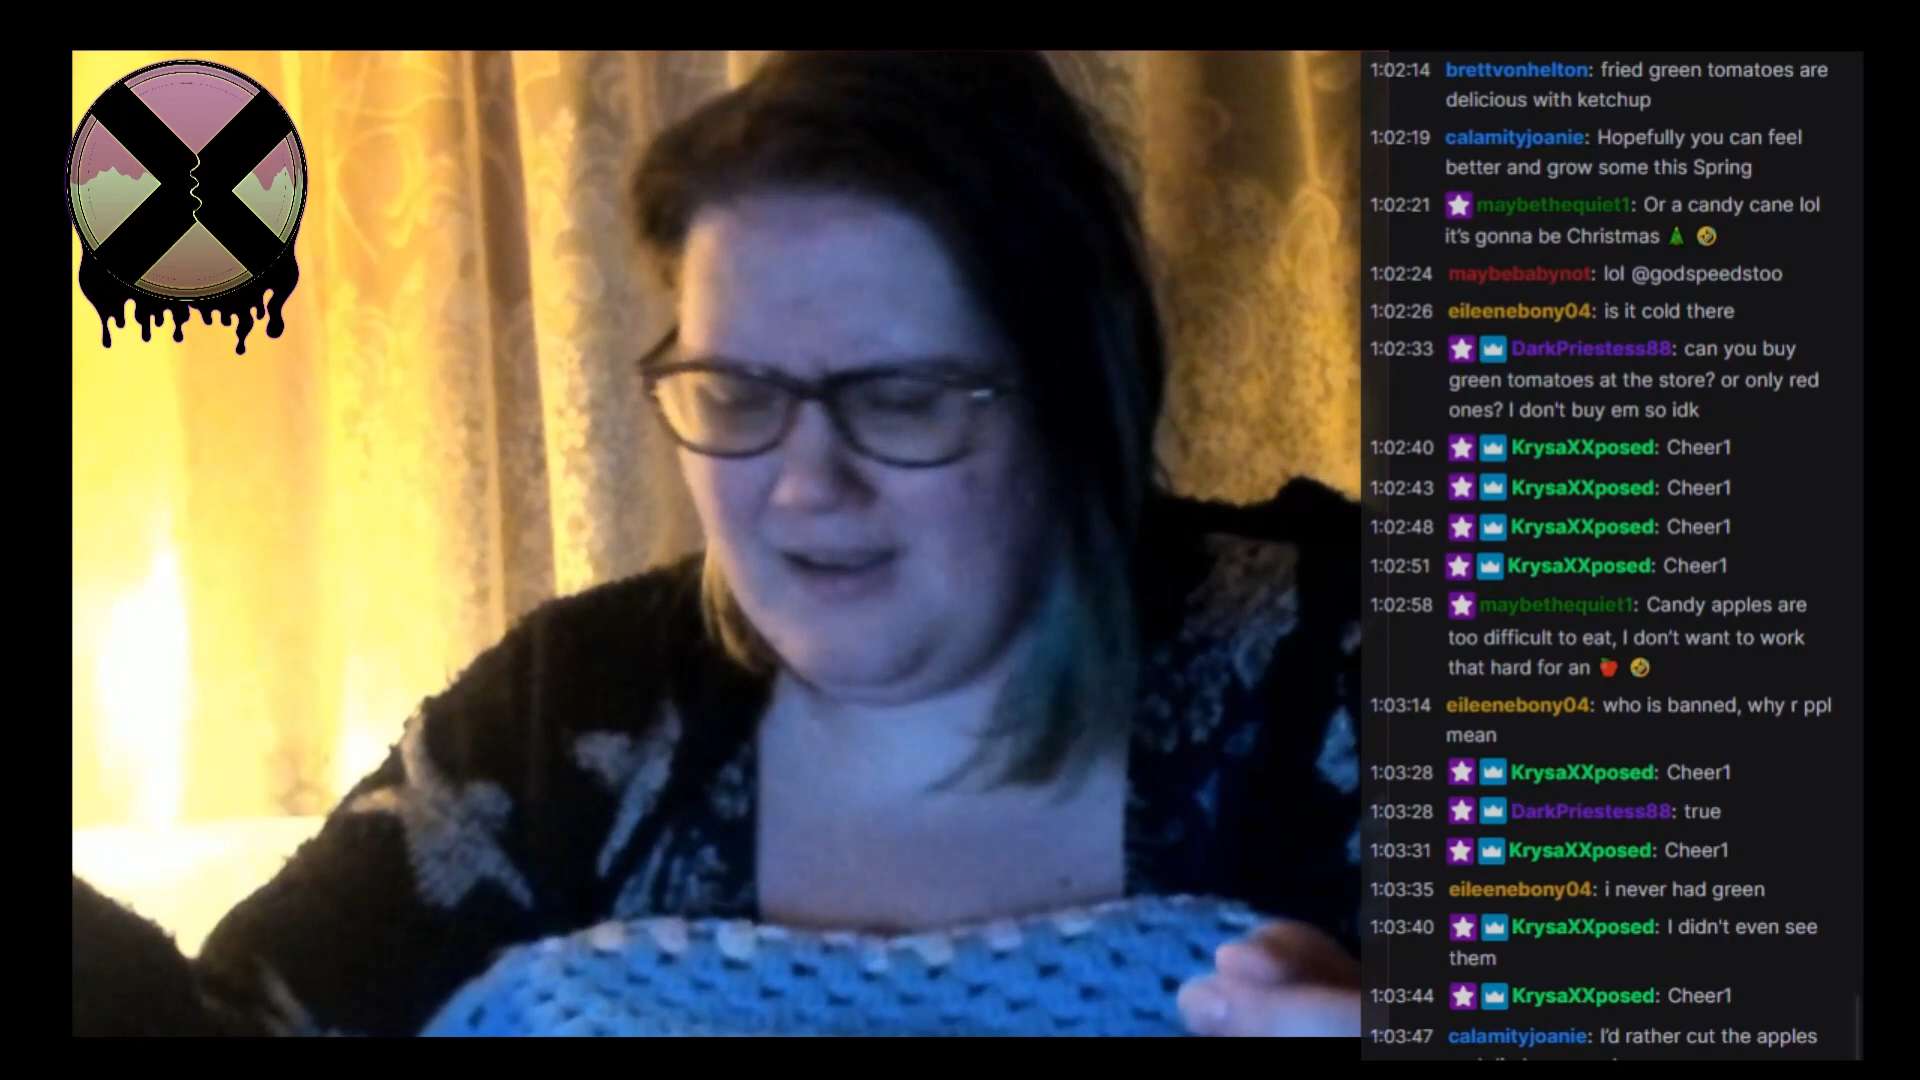 1:02:14 brettvonhelton: fried green tomatoes are
delicious with ketchup
1:02:19 calamityjoanie: Hopefully you can feel
better and grow some this Spring
1:02:21 maybethequiet1: Or a candy cane lol
it's gonna be Christmas 🎄 🤣
1:02:24 maybebabynot: lol @godspeedstoo
1:02:26 eileenebony04: is it cold there
1:02:33 DarkPriestess88: can you buy
green tomatoes at the store? or only red
ones? I don't buy em so idk
1:02:40 KrysaXXposed: Cheer1
1:02:43 KrysaXXposed: Cheer1
1:02:48 KrysaXXposed: Cheer1
1:02:51 KrysaXXposed: Cheer1
1:02:58 maybethequiet1: Candy apples are
too difficult to eat, I don't want to work
that hard for an 🍎 🤣
1:03:14 eileenebony04: who is banned, why r ppl
mean
1:03:28 KrysaXXposed: Cheer1
1:03:28 DarkPriestess88: true
1:03:31 KrysaXXposed: Cheer1
1:03:35 eileenebony04: i never had green
1:03:40 KrysaXXposed: I didn't even see
them
1:03:44 KrysaXXposed: Cheer1
1:03:47 calamityjoanie: I'd rather cut the apples